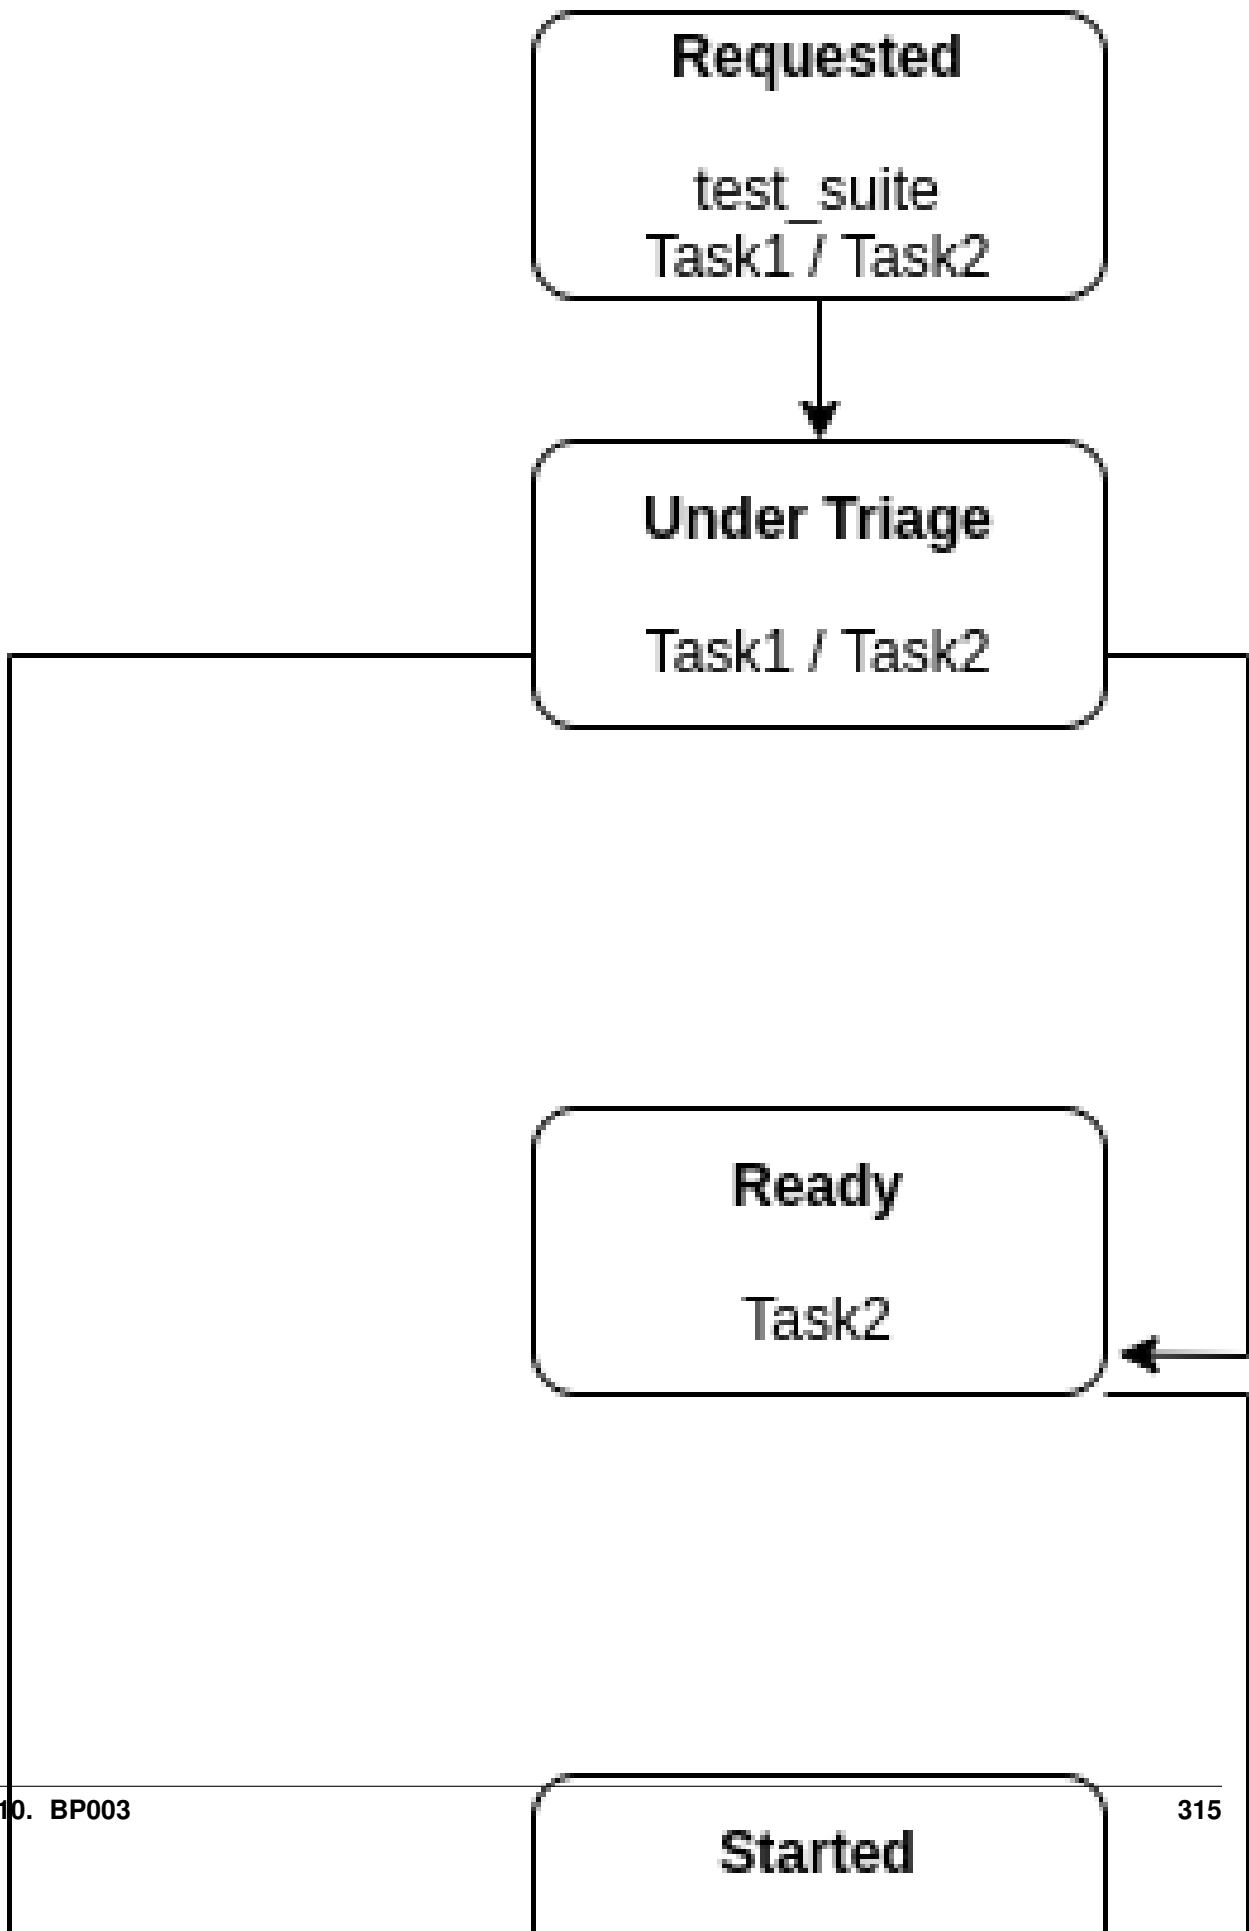 Requested
test_suite
Task1 / Task2
Under Triage
Task1 / Task2
Ready
Task2
10. BP003
315
Started